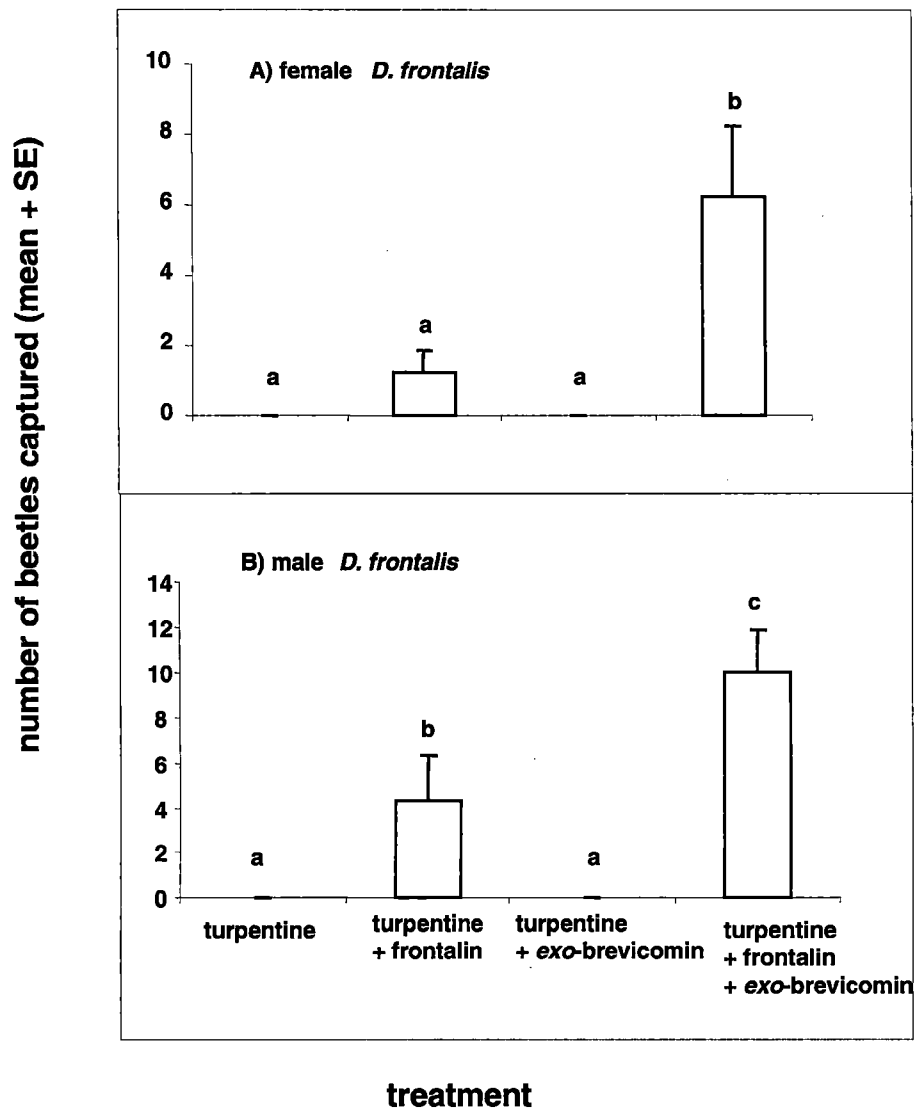 number of beetles captured (mean + SE)
A) female D. frontalis
10
8
6
4
2
0
a
a
a
b
B) male D. frontalis
14
12
10
8
6
4
2
0
a
b
a
c
turpentine
turpentine
+ frontalin
turpentine
+ exo-brevicomin
turpentine
+ frontalin
+ exo-brevicomin
treatment